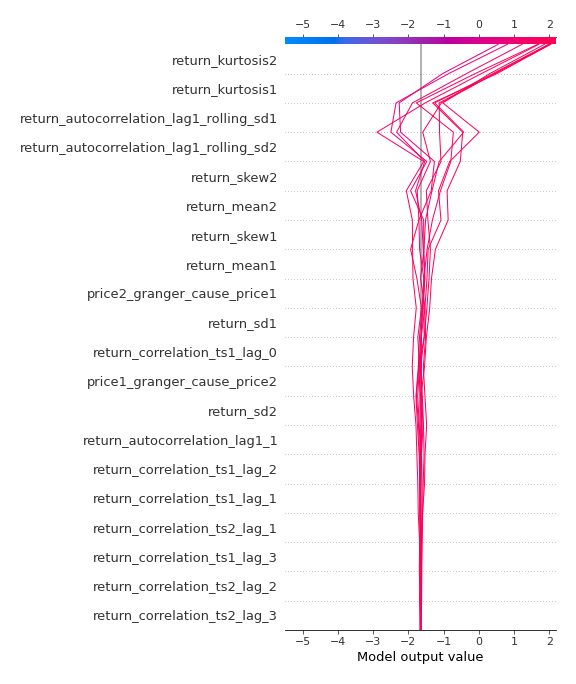 −5 −4 −3 −2 −1 0 1 2
return_kurtosis2
return_kurtosis1
return_autocorrelation_lag1_rolling_sd1
return_autocorrelation_lag1_rolling_sd2
return_skew2
return_mean2
return_skew1
return_mean1
price2_granger_cause_price1
return_sd1
return_correlation_ts1_lag_0
price1_granger_cause_price2
return_sd2
return_autocorrelation_lag1_1
return_correlation_ts1_lag_2
return_correlation_ts1_lag_1
return_correlation_ts2_lag_1
return_correlation_ts1_lag_3
return_correlation_ts2_lag_2
return_correlation_ts2_lag_3
−5 −4 −3 −2 −1 0 1 2
Model output value